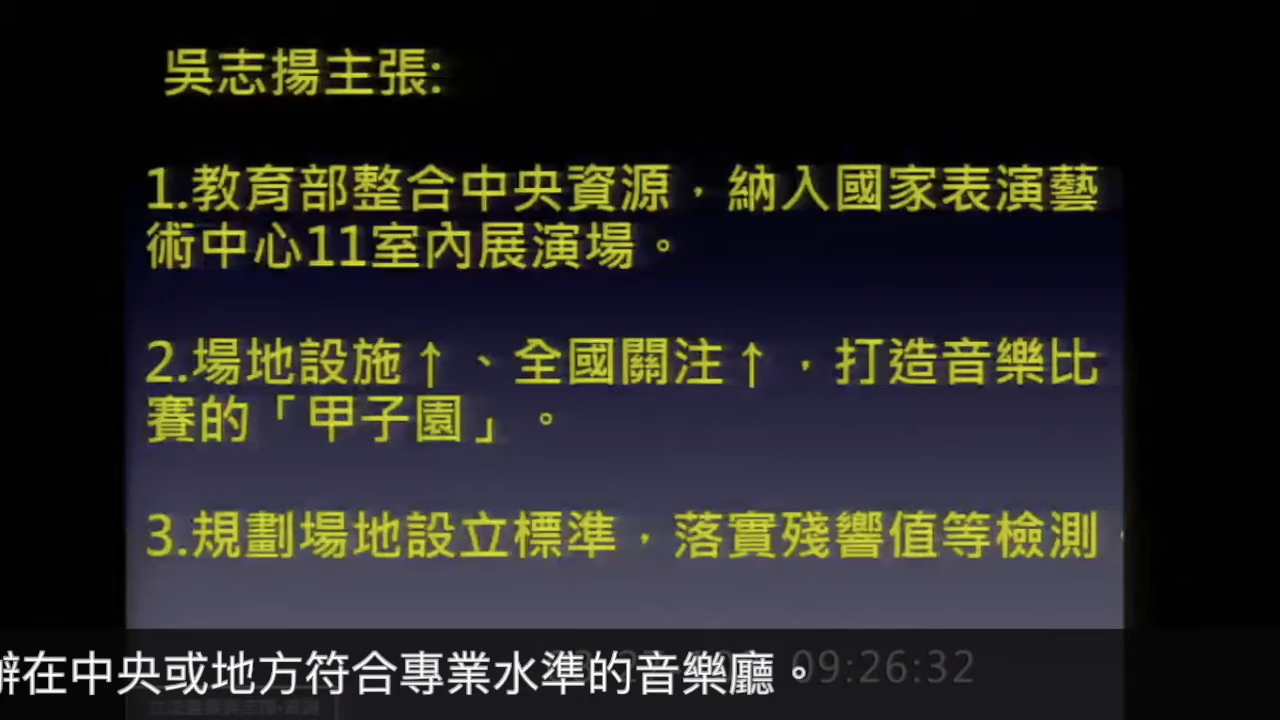 吳志揚主張:
1.教育部整合中央資源，納入國家表演藝
術中心11室內展演場。
2.場地設施↑、全國關注↑，打造音樂比
賽的「甲子園」。
3.規劃場地設立標準，落實殘響值等檢測，
辦在中央或地方符合專業水準的音樂廳。
09:26:32